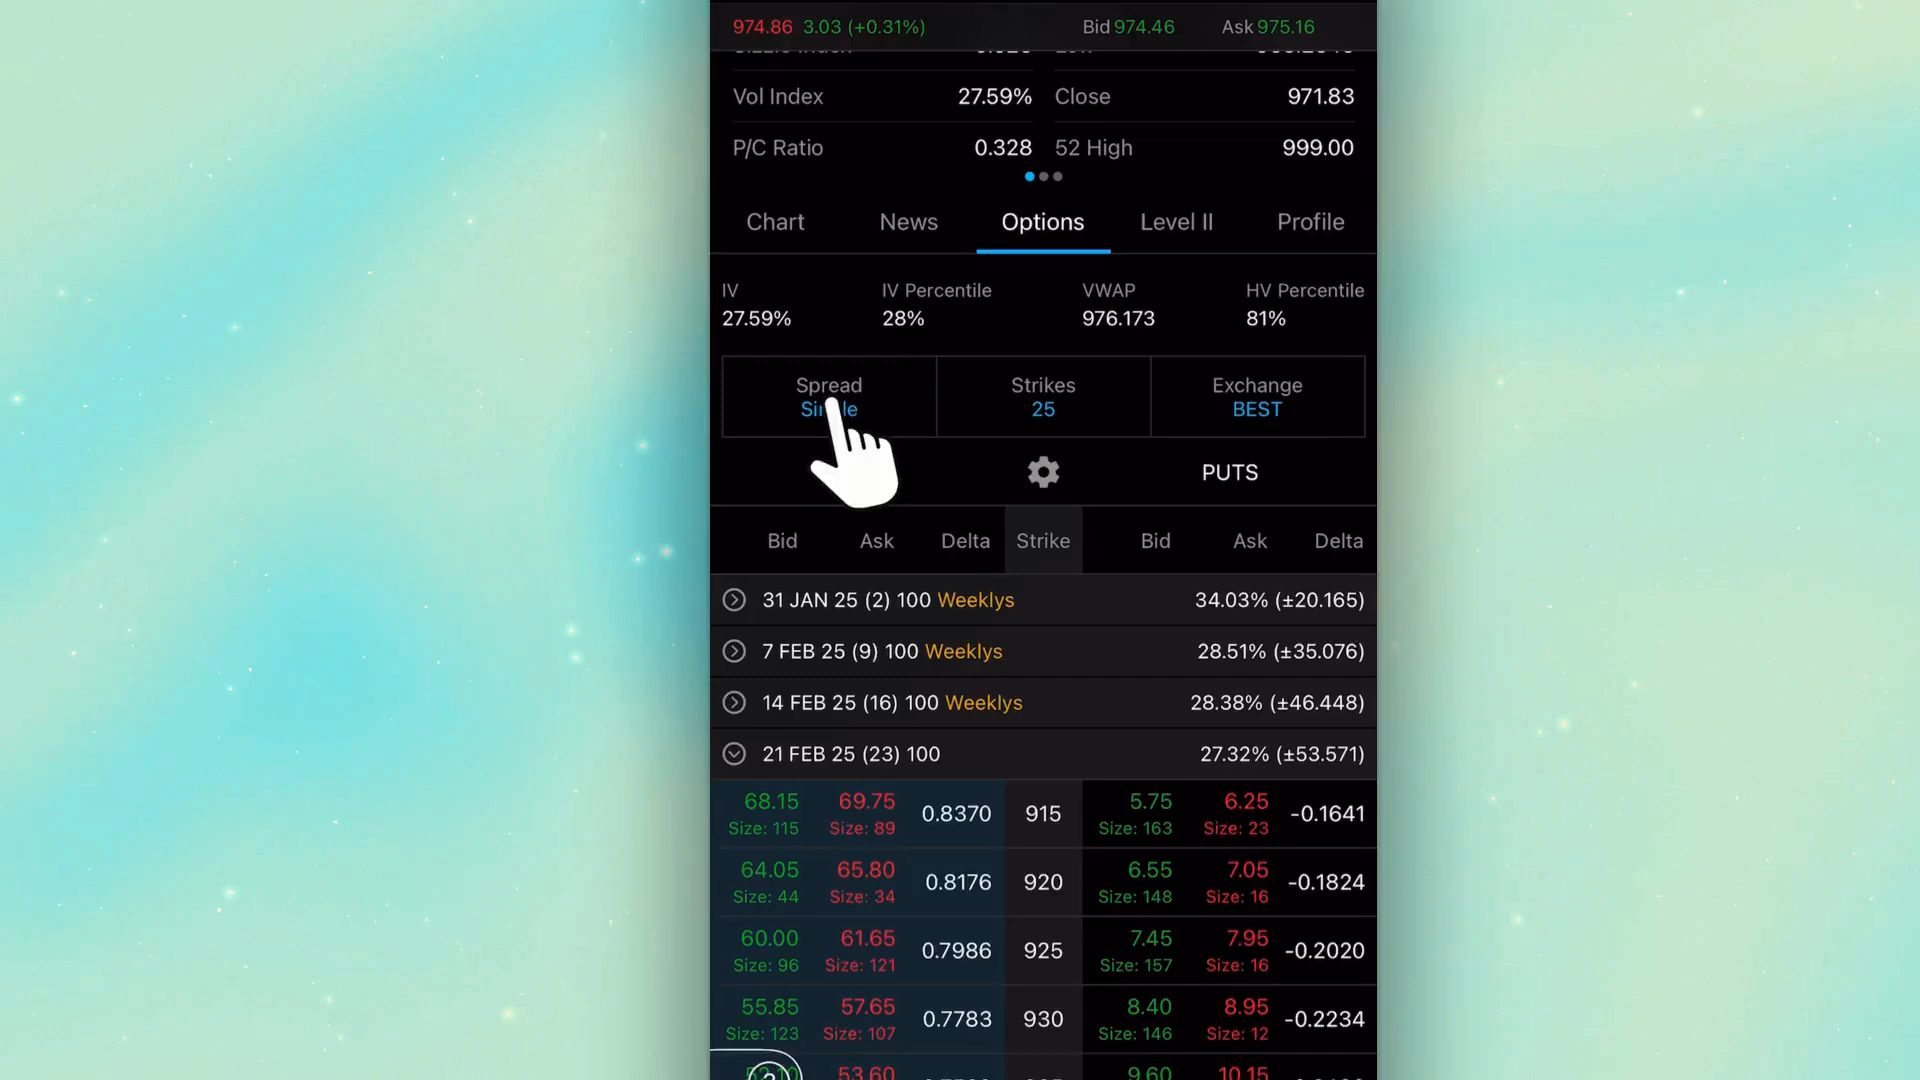 974.86 3.03 (+0.31%) Bid 974.46 Ask 975.16
Vol Index 27.59% Close 971.83
P/C Ratio 0.328 52 High 999.00
Chart News Options Level II Profile
IV IV Percentile VWAP HV Percentile
27.59% 28% 976.173 81%
Spread Strikes Exchange
25 BEST
PUTS
Bid Ask Delta Strike Bid Ask Delta
31 JAN 25 (2) 100 Weeklys 34.03% (±20.165)
7 FEB 25 (9) 100 Weeklys 28.51% (±35.076)
14 FEB 25 (16) 100 Weeklys 28.38% (±46.448)
21 FEB 25 (23) 100 27.32% (±53.571)
68.15 69.75 0.8370 915 5.75 6.25 -0.1641
Size: 115 Size: 89 Size: 163 Size: 23
64.05 65.80 0.8176 920 6.55 7.05 -0.1824
Size: 44 Size: 34 Size: 148 Size: 16
60.00 61.65 0.7986 925 7.45 7.95 -0.2020
Size: 96 Size: 121 Size: 157 Size: 16
55.85 57.65 0.7783 930 8.40 8.95 -0.2234
Size: 123 Size: 107 Size: 146 Size: 12
53.60 9.60 10.15